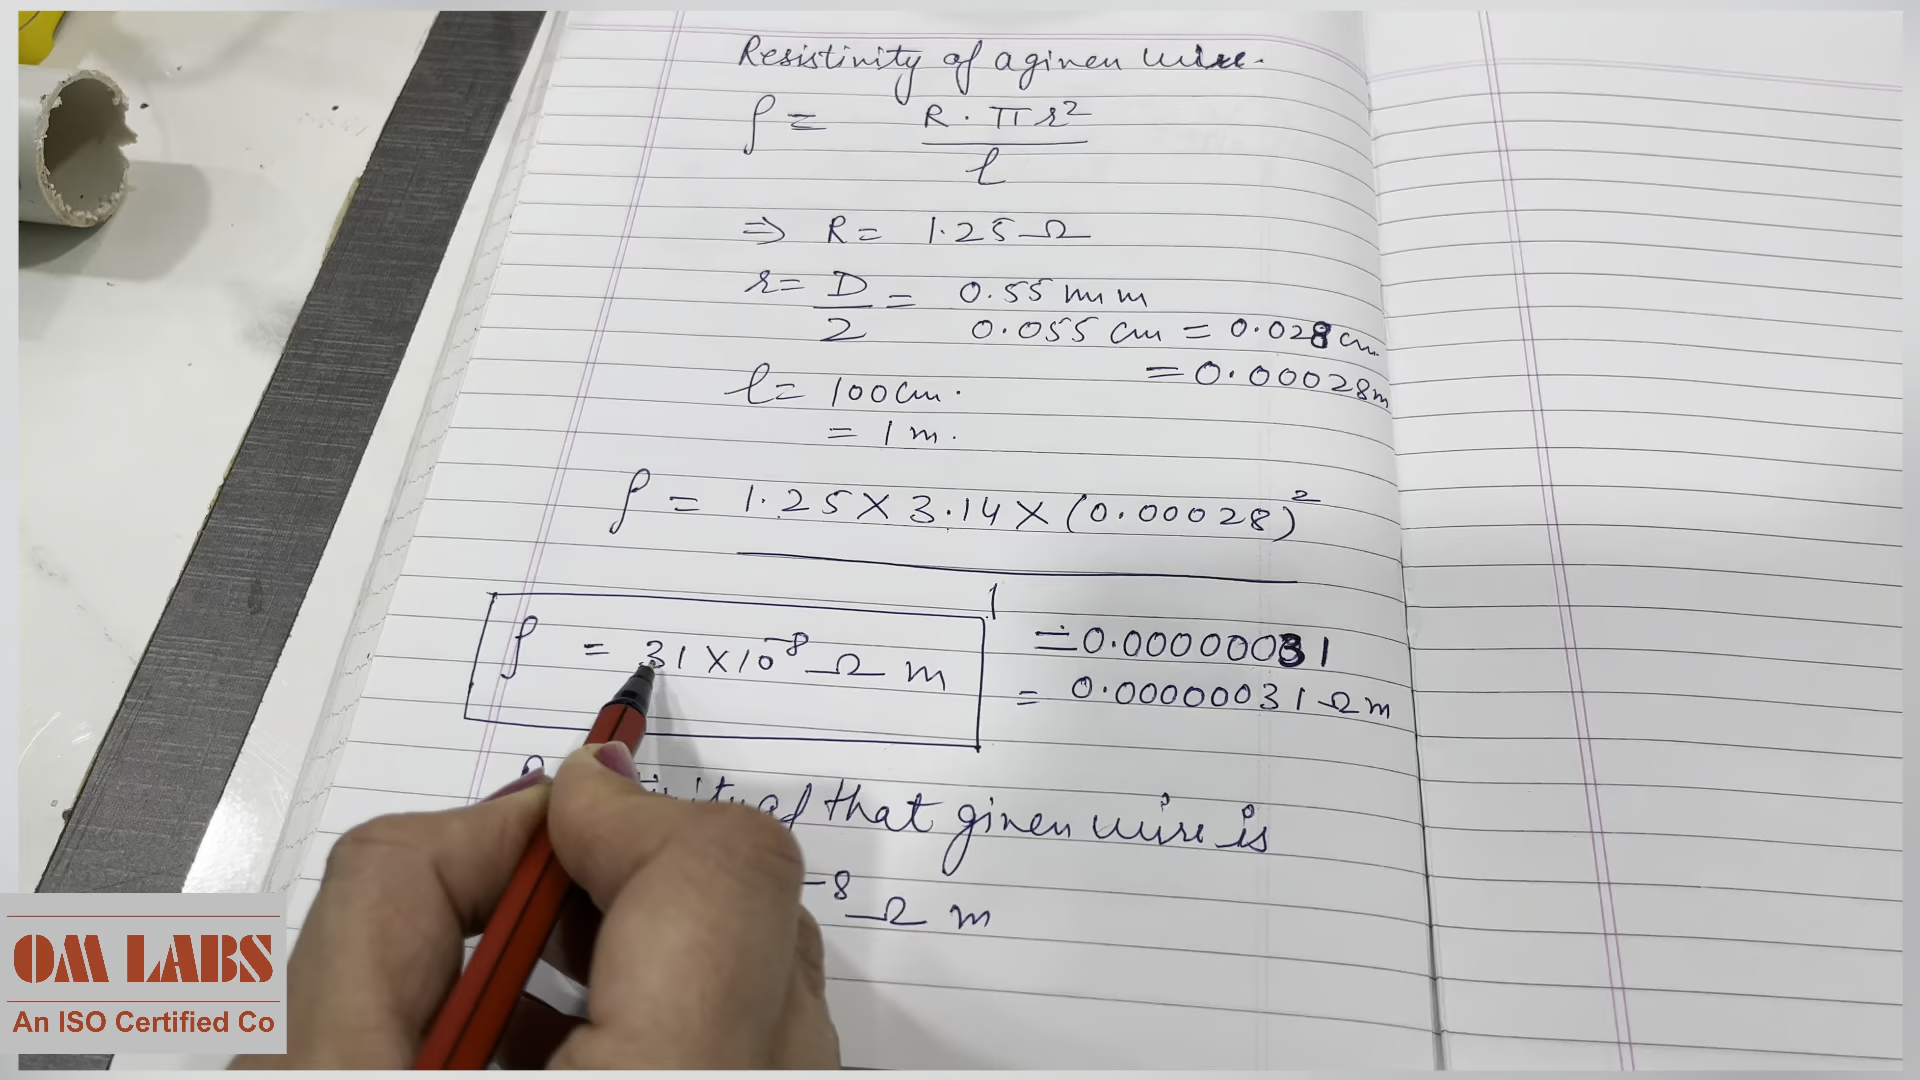 Resistivity of a given wire.
ρ = R . π r²
l
⇒ R = 1.25 Ω
r = D/2 = 0.55 mm
0.055 cm = 0.028 cm
= 0.00028m
l = 100 cm.
= 1 m.
ρ = 1.25 X 3.14 X (0.00028)²
1
ρ = 31 X 10⁻⁸ Ω m
= 0.00000031
= 0.00000031 Ω m
of that given wire is
⁻⁸ Ω m
OM LABS
An ISO Certified Co